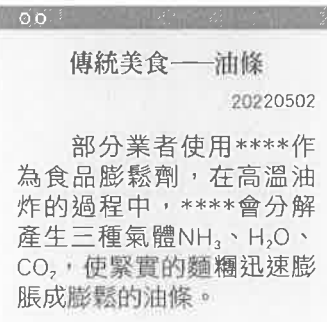 傳統美食——油條
20220502
部分業者使用****作
為食品膨鬆劑，在高溫油
炸的過程中，****會分解
產生三種氣體NH₃、H₂O、
CO₂，使緊實的麵糰迅速膨
脹成膨鬆的油條。